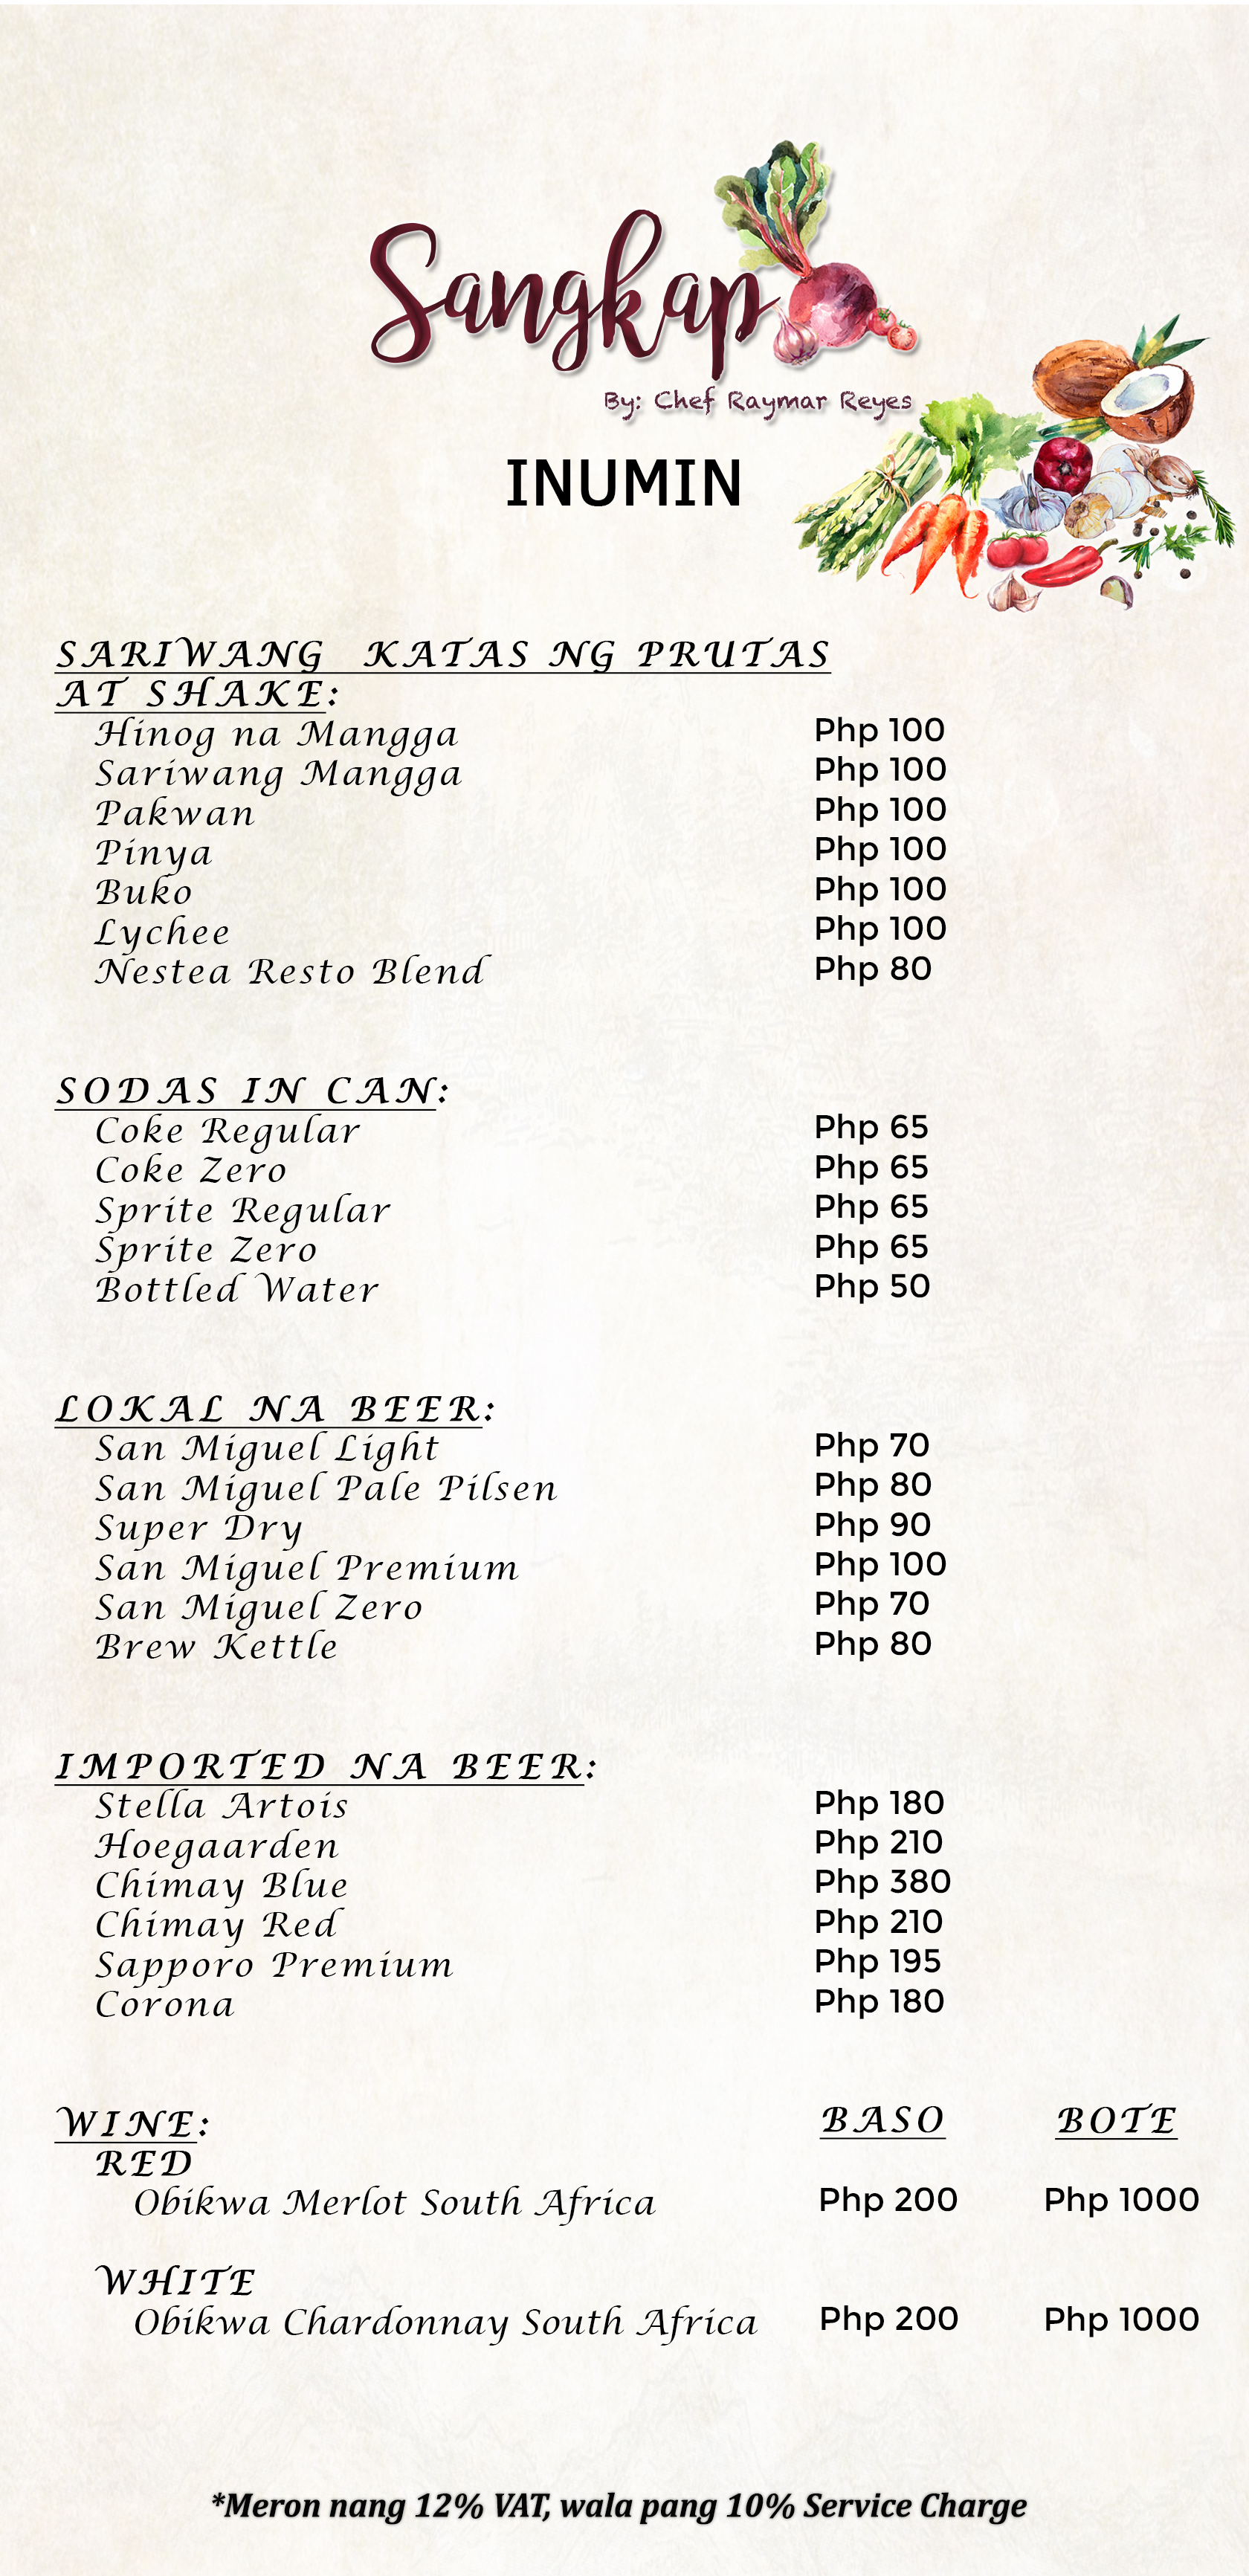 Sangkap
By: Chef Raymar Reyes
INUMIN
SARIWANG KATAS NG PRUTAS
AT SHAKE:
Hinog na Mangga Php 100
Sariwang Mangga Php 100
Pakwan Php 100
Pinya Php 100
Buko Php 100
Lychee Php 100
Nestea Resto Blend Php 80
SODAS IN CAN:
Coke Regular Php 65
Coke Zero Php 65
Sprite Regular Php 65
Sprite Zero Php 65
Bottled Water Php 50
LOKAL NA BEER:
San Miguel Light Php 70
San Miguel Pale Pilsen Php 80
Super Dry Php 90
San Miguel Premium Php 100
San Miguel Zero Php 70
Brew Kettle Php 80
IMPORTED NA BEER:
Stella Artois Php 180
Hoegaarden Php 210
Chimay Blue Php 380
Chimay Red Php 210
Sapporo Premium Php 195
Corona Php 180
WINE: BASO BOTE
RED
Obikwa Merlot South Africa Php 200 Php 1000
WHITE
Obikwa Chardonnay South Africa Php 200 Php 1000
*Meron nang 12% VAT, wala pang 10% Service Charge